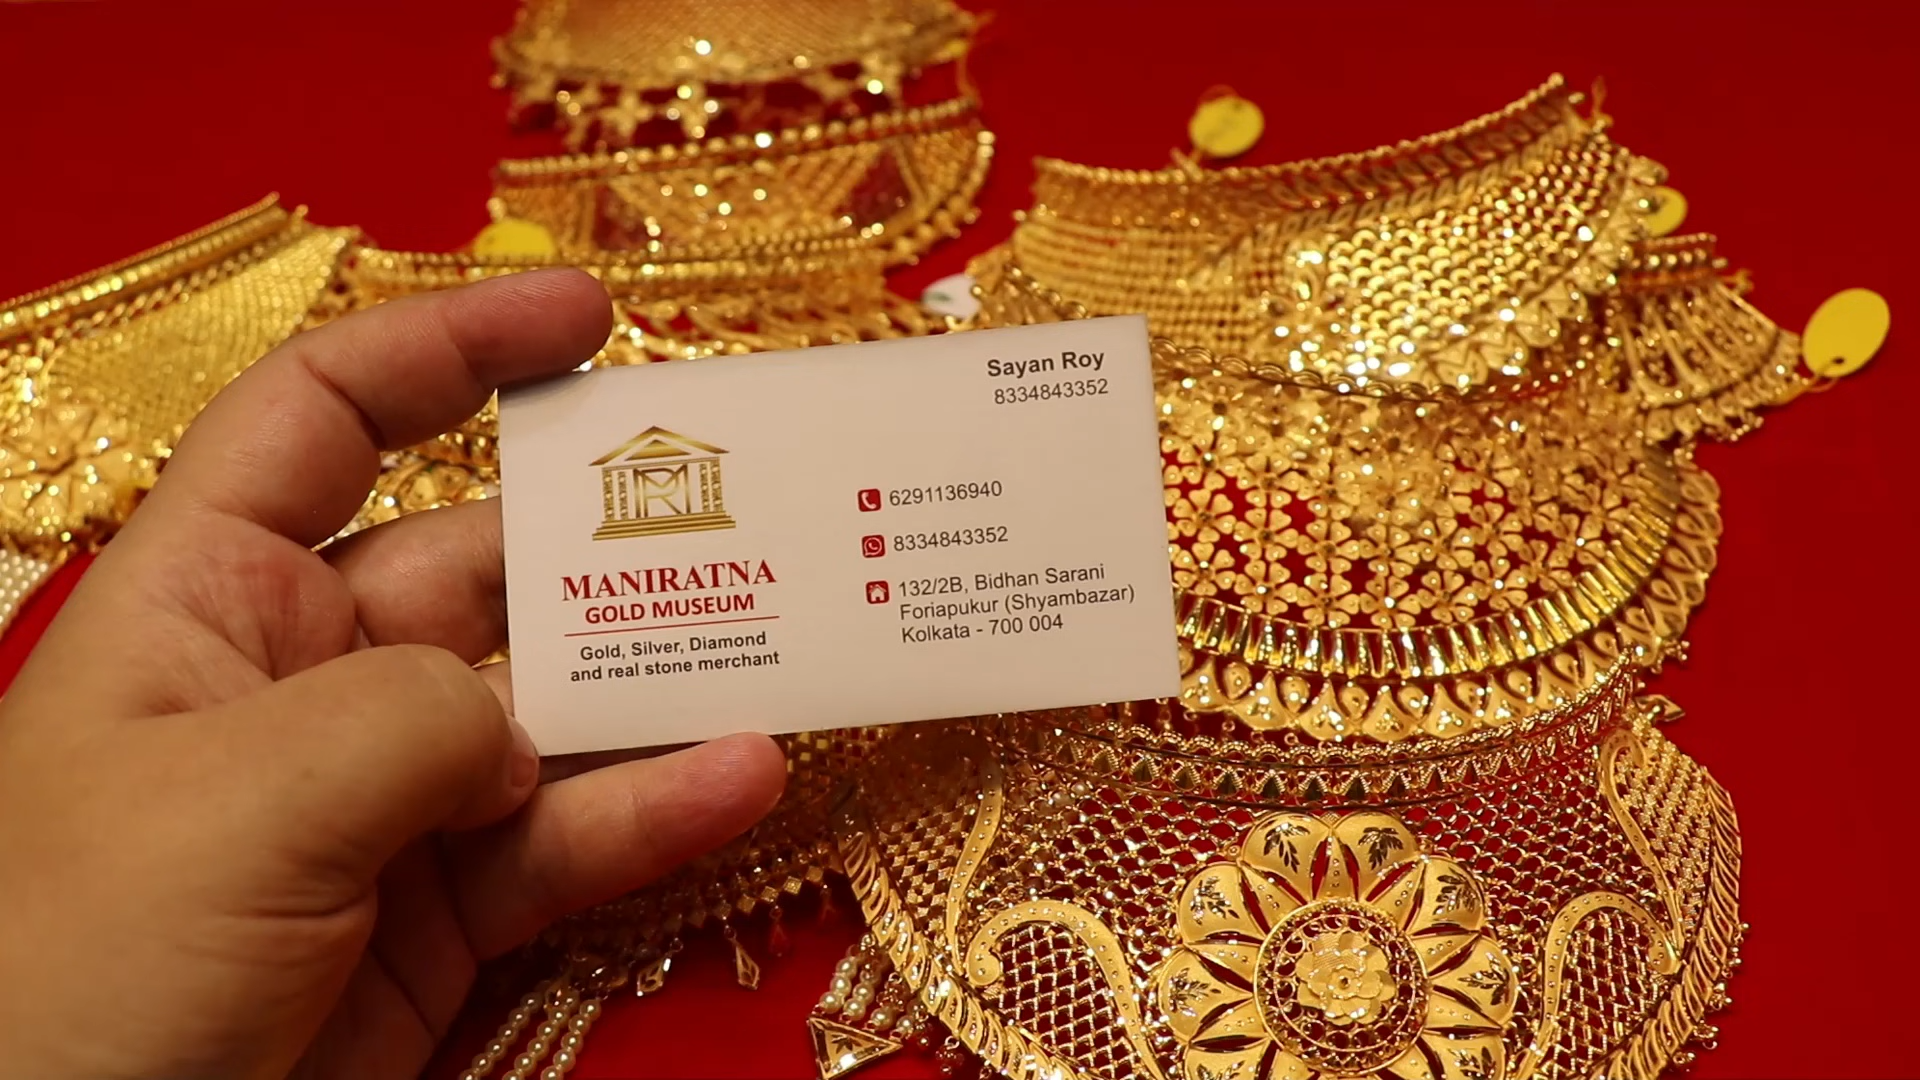 Sayan Roy
8334843352
MANIRATNA
GOLD MUSEUM
Gold, Silver, Diamond
and real stone merchant
6291136940
8334843352
132/2B, Bidhan Sarani
Foriapukur (Shyambazar)
Kolkata - 700 004